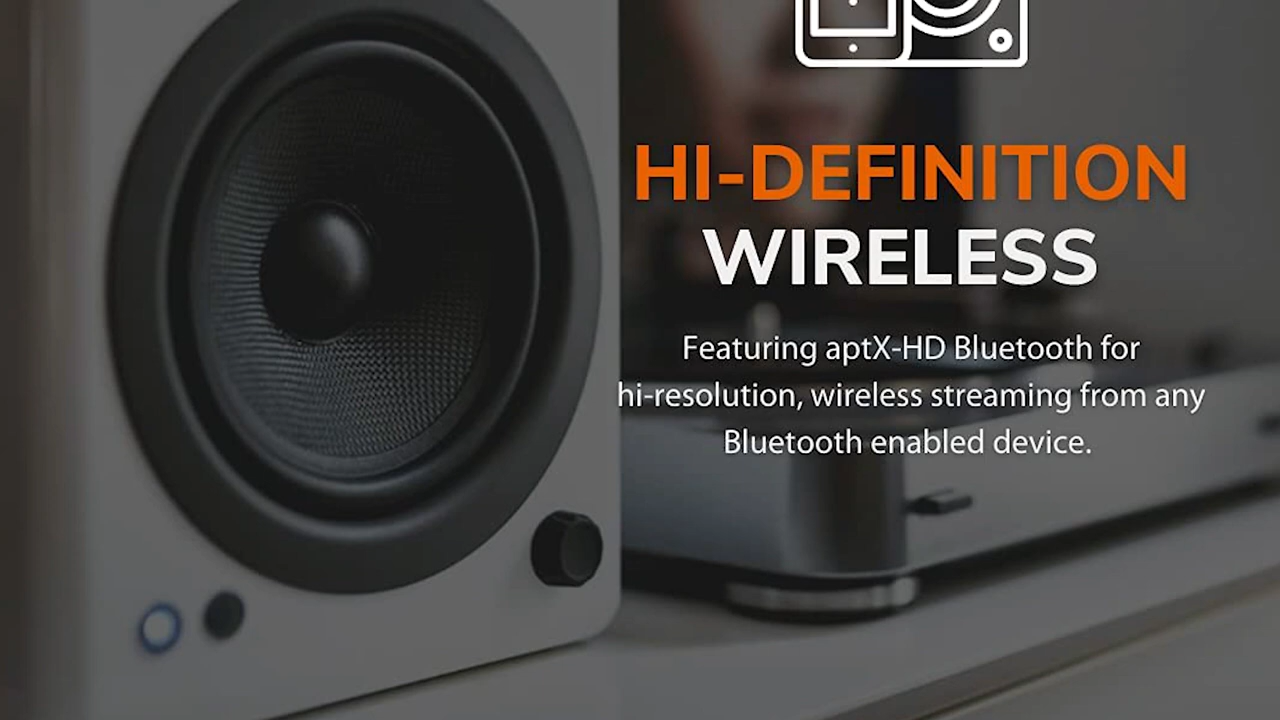 HI-DEFINITION
WIRELESS
Featuring aptX-HD Bluetooth for
hi-resolution, wireless streaming from any
Bluetooth enabled device.